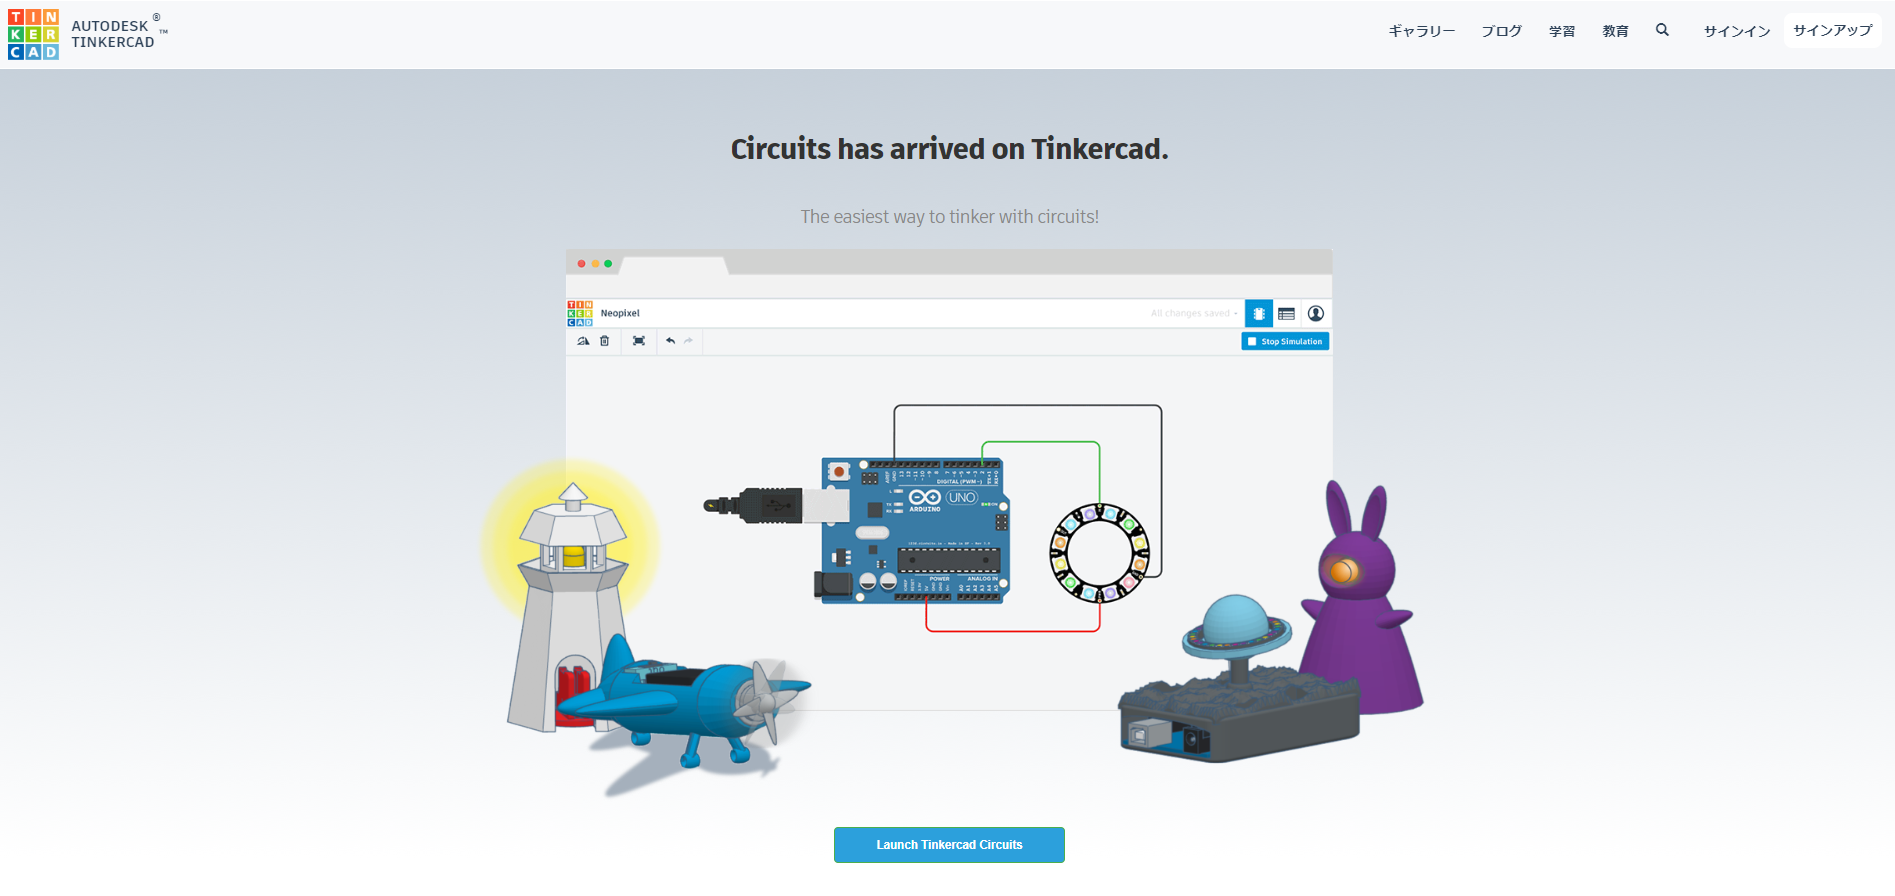 TIN
KER
CAD
AUTODESK ®
TINKERCAD ™
ギャラリー ブログ 学習 教育 サインイン サインアップ
Circuits has arrived on Tinkercad.
The easiest way to tinker with circuits!
TIN
KER
CAD
Neopixel
All changes saved
Stop Simulation
DIGITAL (PWM~)
UNO
ARDUINO
POWER
ANALOG IN
Launch Tinkercad Circuits